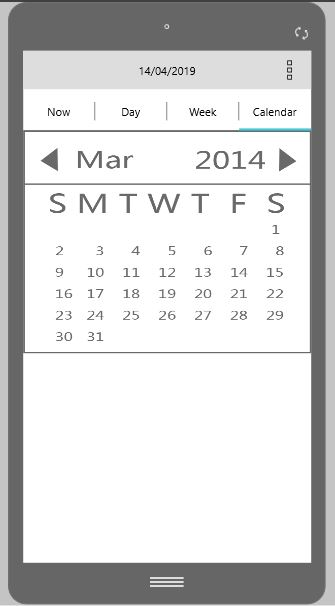 14/04/2019
Now Day Week Calendar
Mar 2014
S M T W T F S
1
2 3 4 5 6 7 8
9 10 11 12 13 14 15
16 17 18 19 20 21 22
23 24 25 26 27 28 29
30 31